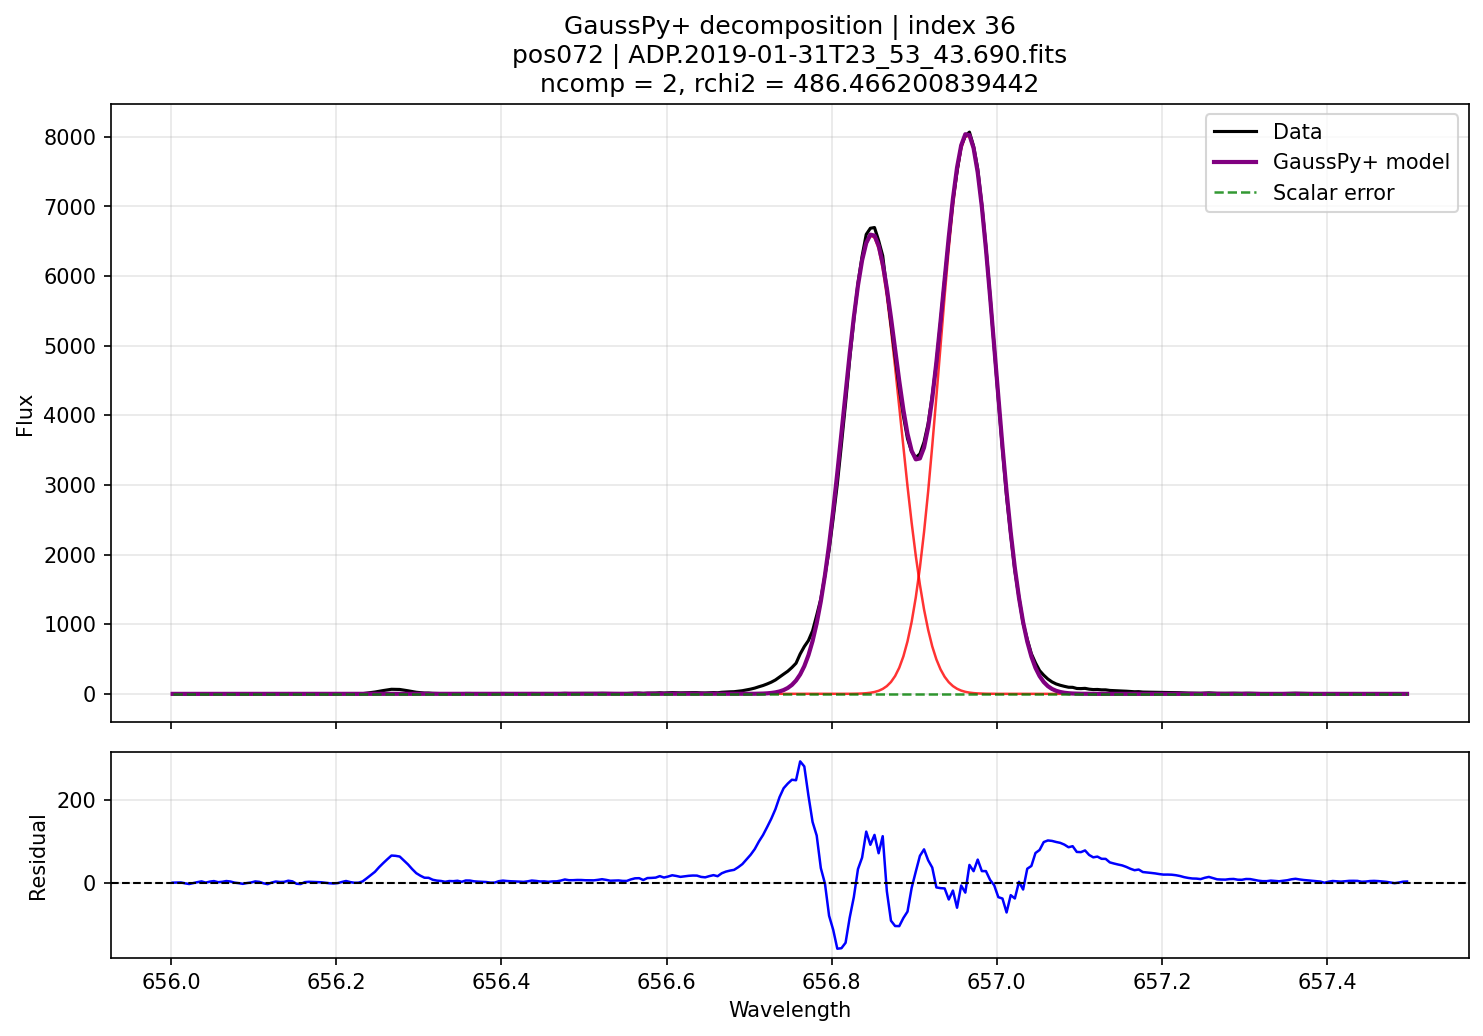 GaussPy+ decomposition | index 36
pos072 | ADP.2019-01-31T23_53_43.690.fits
ncomp = 2, rchi2 = 486.466200839442
Data
GaussPy+ model
Scalar error
8000
7000
6000
5000
4000
3000
2000
1000
0
Flux
200
0
Residual
656.0 656.2 656.4 656.6 656.8 657.0 657.2 657.4
Wavelength